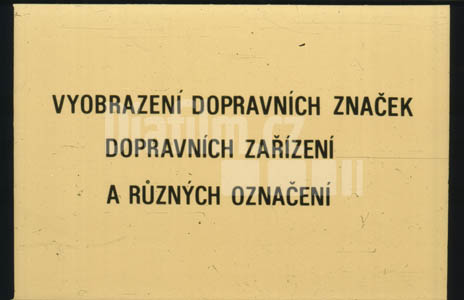 VYOBRAZENÍ DOPRAVNÍCH ZNAČEK
DOPRAVNÍCH ZAŘÍZENÍ
A RŮZNÝCH OZNAČENÍ